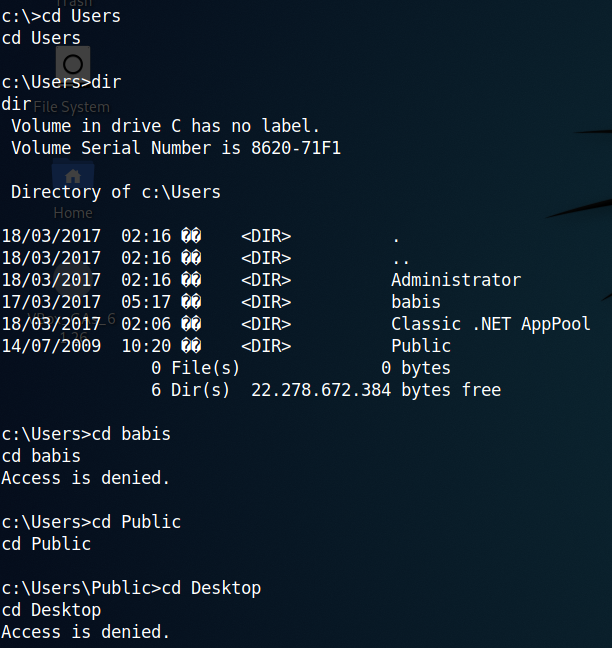 Trash
c:\>cd Users
cd Users
c:\Users>dir
dir
File System
 Volume in drive C has no label.
 Volume Serial Number is 8620-71F1
 Directory of c:\Users
Home
18/03/2017  02:16 ��    <DIR>          .
18/03/2017  02:16 ��    <DIR>          ..
18/03/2017  02:16 ��    <DIR>          Administrator
17/03/2017  05:17 ��    <DIR>          babis
18/03/2017  02:06 ��    <DIR>          Classic .NET AppPool
14/07/2009  10:20 ��    <DIR>          Public
               0 File(s)              0 bytes
               6 Dir(s)  22.278.672.384 bytes free
c:\Users>cd babis
cd babis
Access is denied.
c:\Users>cd Public
cd Public
c:\Users\Public>cd Desktop
cd Desktop
Access is denied.